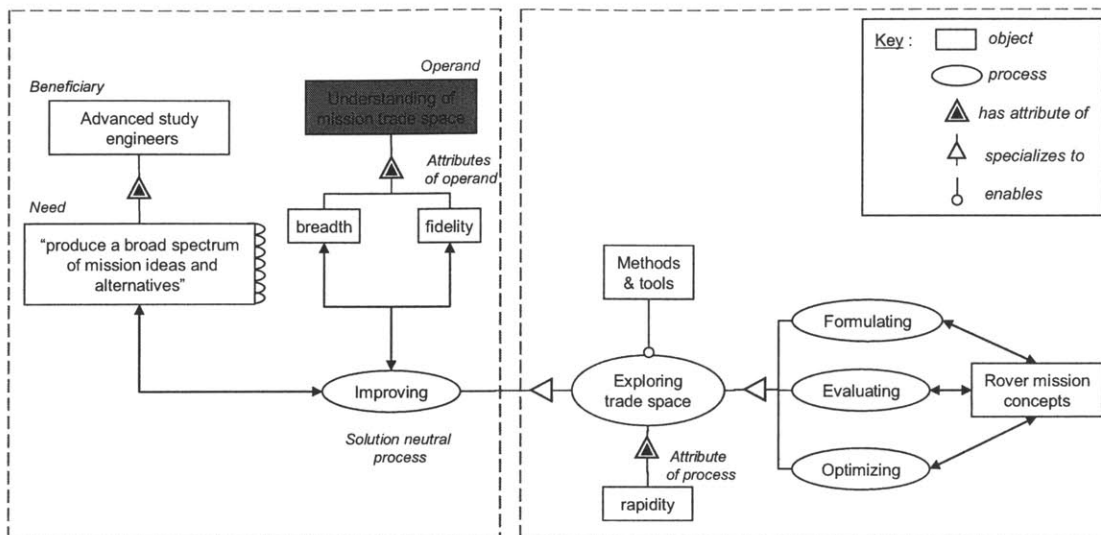 Beneficiary
Advanced study
engineers
Need
“produce a broad spectrum
of mission ideas and
alternatives”
Operand
Understanding of
mission trade space
Attributes
of operand
breadth
fidelity
Improving
Solution neutral
process
Methods
& tools
Exploring
trade space
Attribute
of process
rapidity
Formulating
Evaluating
Optimizing
Rover mission
concepts
Key :
object
process
has attribute of
specializes to
enables